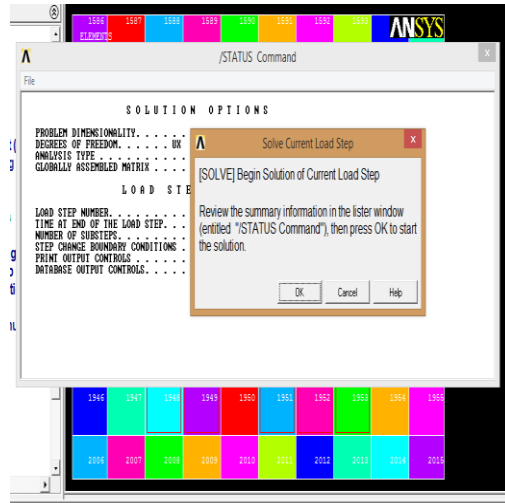 1586 1587 1588 1589 1590 1591 1592 1593 ANSYS
ELEMENTS
/STATUS Command
x
File
SOLUTION OPTIONS
PROBLEM DIMENSIONALITY. . . . . .
DEGREES OF FREEDOM. . . . . . UX
ANALYSIS TYPE . . . . . . . . . . .
GLOBALLY ASSEMBLED MATRIX . . . .
LOAD STE
LOAD STEP NUMBER. . . . . . . . . .
TIME AT END OF THE LOAD STEP. . . .
NUMBER OF SUBSTEPS. . . . . . . . .
STEP CHANGE BOUNDARY CONDITIONS .
PRINT OUTPUT CONTROLS . . . . . . .
DATABASE OUTPUT CONTROLS. . . . .
Solve Current Load Step
x
[SOLVE] Begin Solution of Current Load Step
Review the summary information in the lister window
(entitled "/STATUS Command"), then press OK to start
the solution.
OK Cancel Help
1946 1947 1948 1949 1950 1951 1952 1953 1954 1955
2006 2007 2008 2009 2010 2011 2012 2013 2014 2015